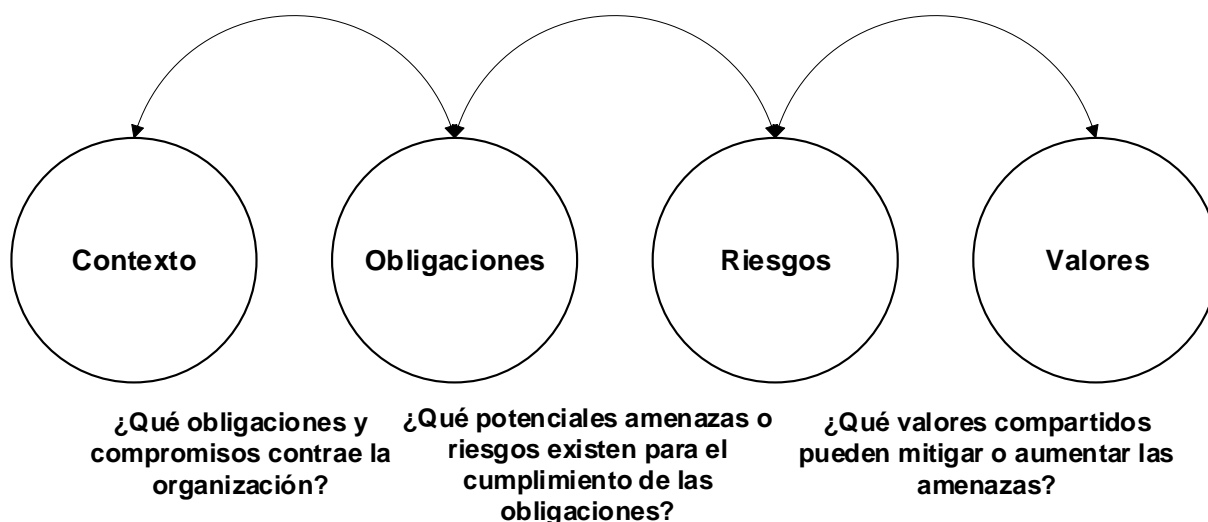 Contexto
Obligaciones
Riesgos
Valores
¿Qué obligaciones y
compromisos contrae la
organización?
¿Qué potenciales amenazas o
riesgos existen para el
cumplimiento de las
obligaciones?
¿Qué valores compartidos
pueden mitigar o aumentar las
amenazas?